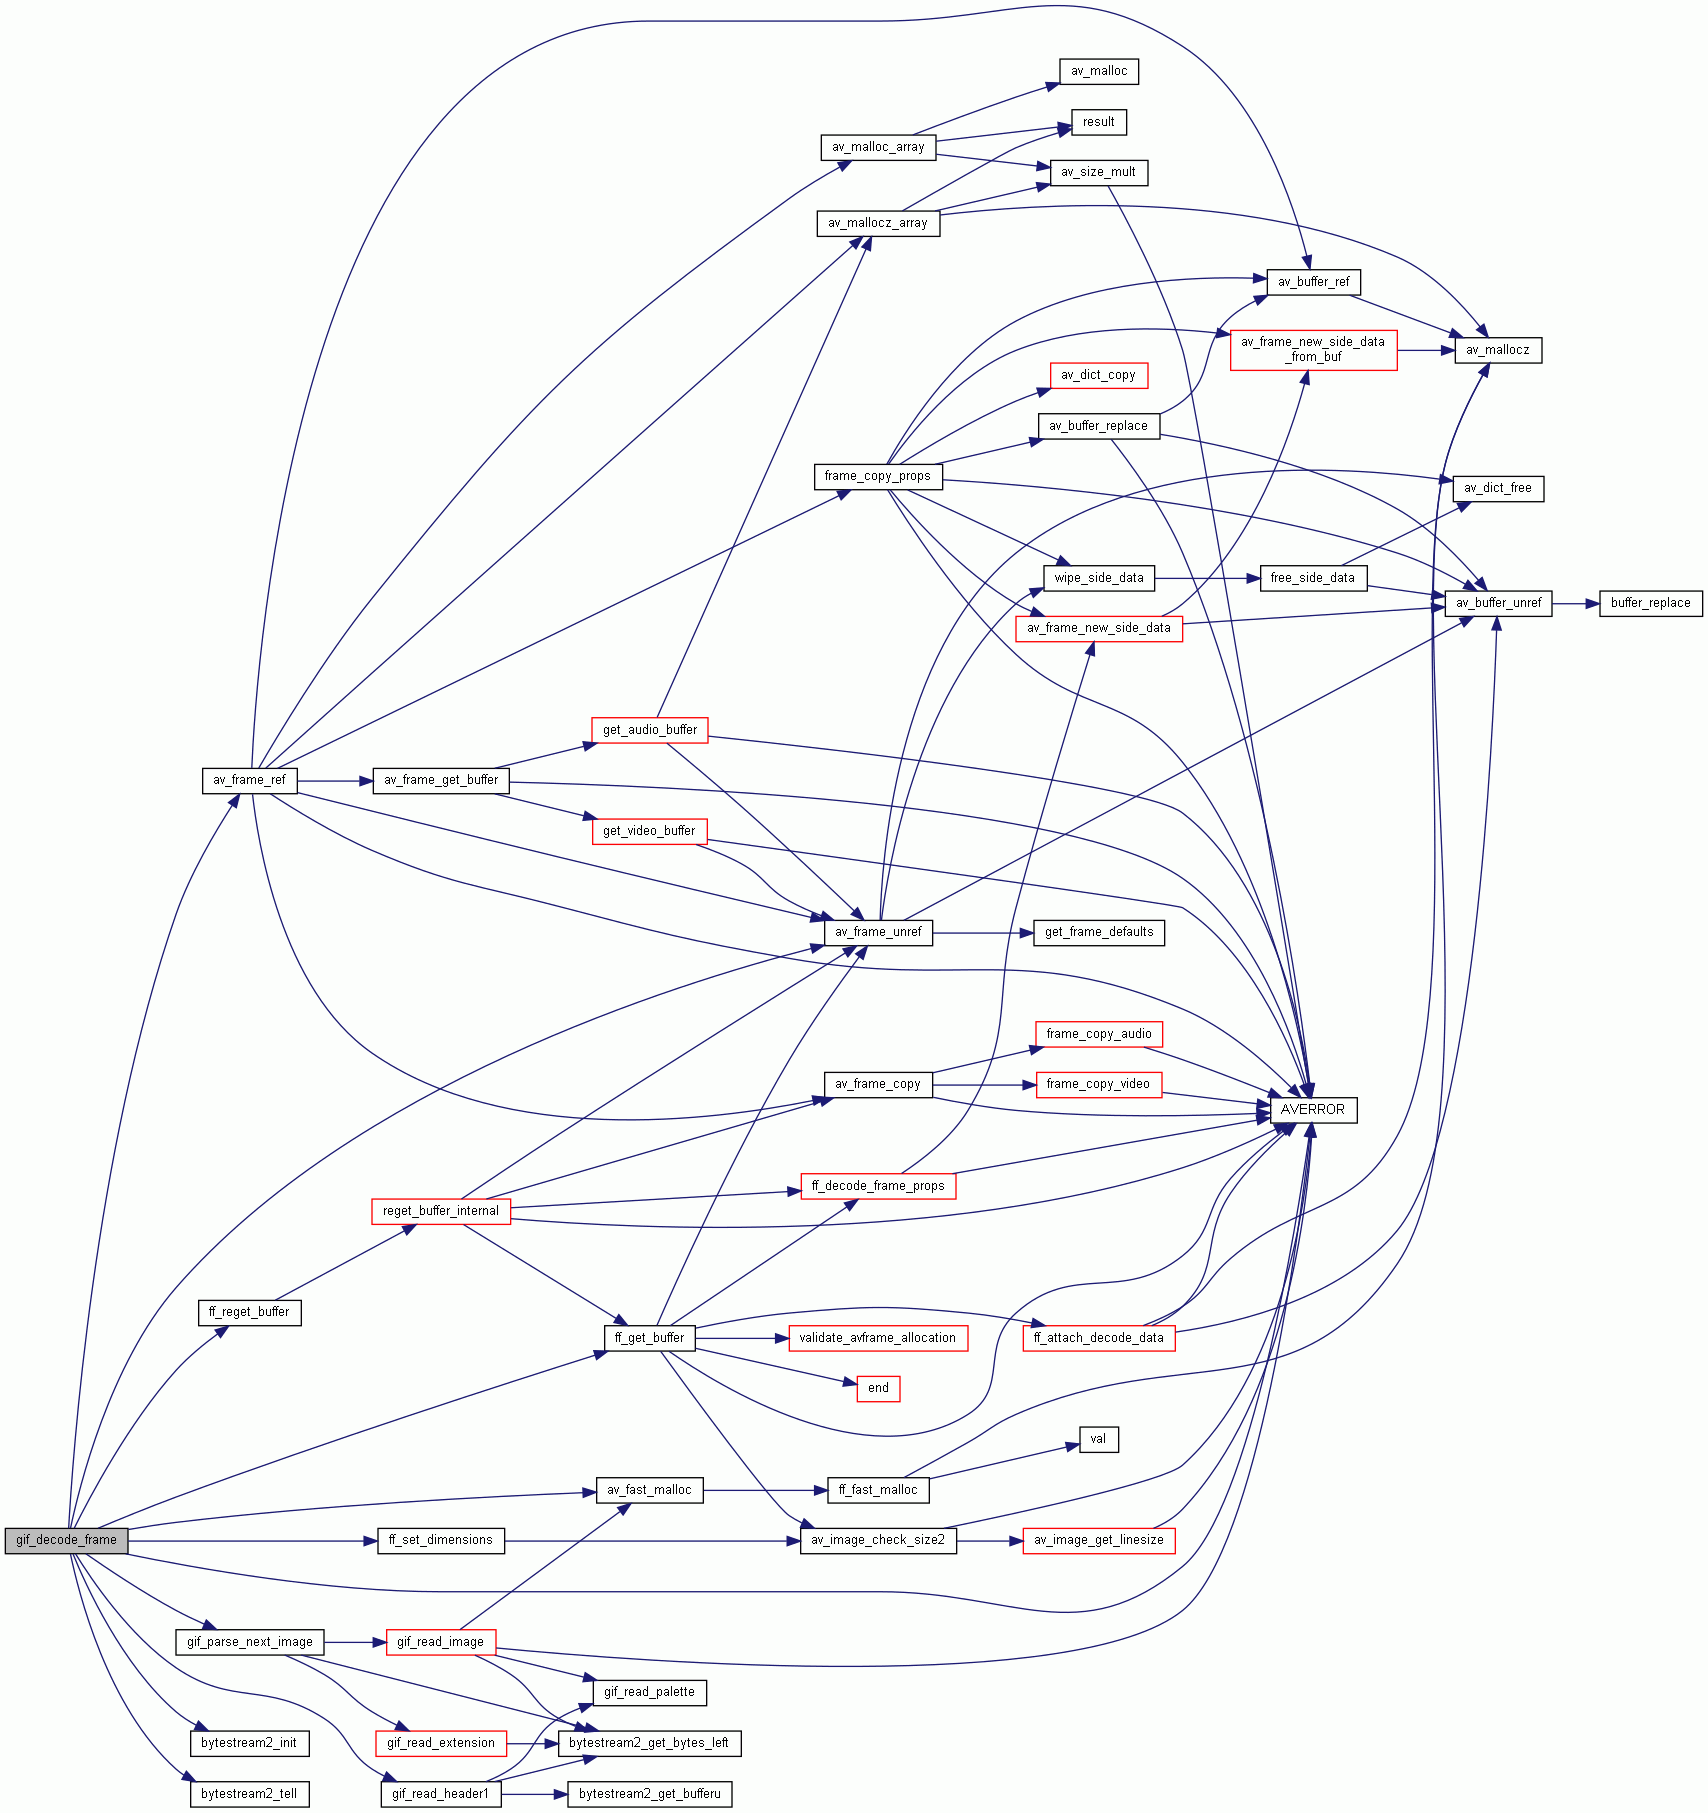 av_malloc
result
av_malloc_array
av_size_mult
av_mallocz_array
av_buffer_ref
av_frame_new_side_data
_from_buf
av_mallocz
av_dict_copy
av_buffer_replace
frame_copy_props
av_dict_free
wipe_side_data
free_side_data
av_buffer_unref
buffer_replace
av_frame_new_side_data
get_audio_buffer
av_frame_ref
av_frame_get_buffer
get_video_buffer
av_frame_unref
get_frame_defaults
frame_copy_audio
av_frame_copy
frame_copy_video
AVERROR
ff_decode_frame_props
reget_buffer_internal
ff_reget_buffer
ff_get_buffer
validate_avframe_allocation
ff_attach_decode_data
end
val
av_fast_malloc
ff_fast_malloc
gif_decode_frame
ff_set_dimensions
av_image_check_size2
av_image_get_linesize
gif_parse_next_image
gif_read_image
gif_read_palette
bytestream2_init
gif_read_extension
bytestream2_get_bytes_left
bytestream2_tell
gif_read_header1
bytestream2_get_bufferu